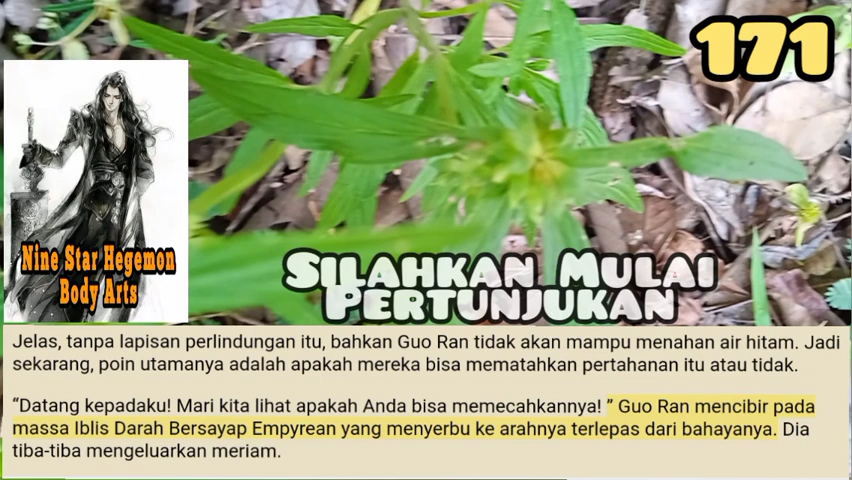 171
Nine Star Hegemon
Body Arts
Silahkan Mulai
Pertunjukan
Jelas, tanpa lapisan perlindungan itu, bahkan Guo Ran tidak akan mampu menahan air hitam. Jadi
sekarang, poin utamanya adalah apakah mereka bisa mematahkan pertahanan itu atau tidak.
“Datang kepadaku! Mari kita lihat apakah Anda bisa memecahkannya! ” Guo Ran mencibir pada
massa Iblis Darah Bersayap Empyrean yang menyerbu ke arahnya terlepas dari bahayanya. Dia
tiba-tiba mengeluarkan meriam.